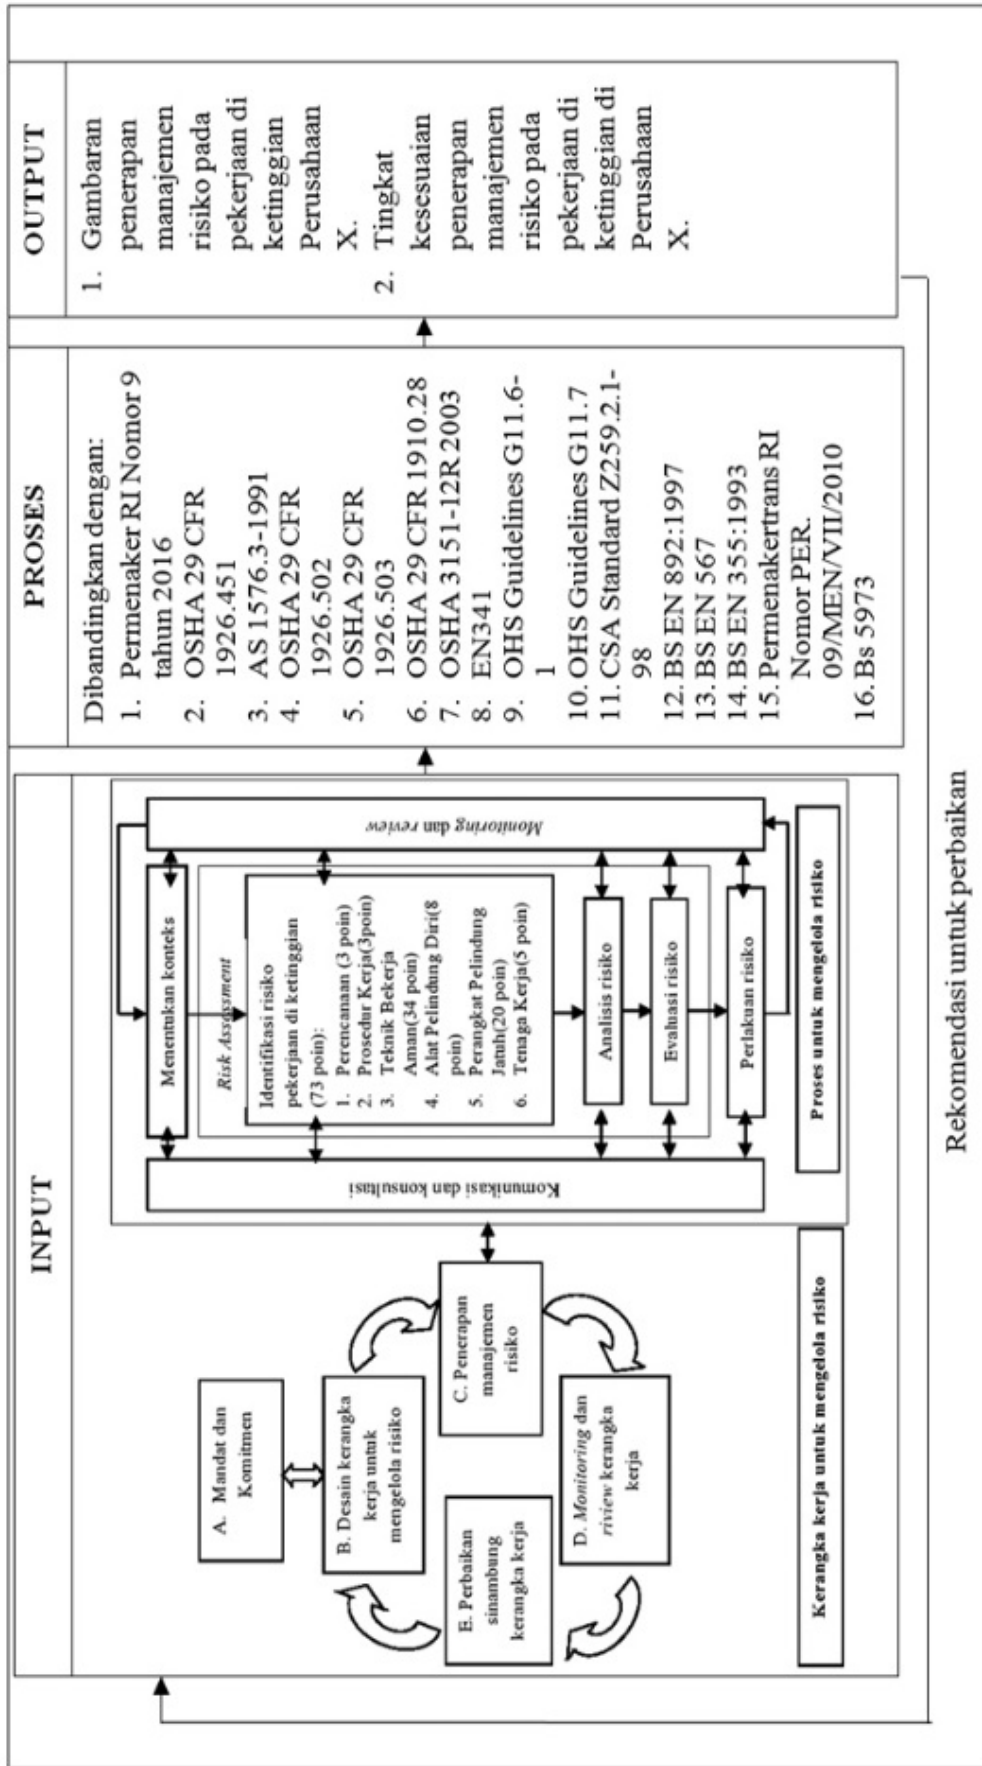 INPUT
A. Mandat dan
Komitmen
B. Desain kerangka
kerja untuk
mengelola risiko
C. Penerapan
manajemen
risiko
D. Monitoring dan
riview kerangka
kerja
E. Perbaikan
sinambung
kerangka kerja
Kerangka kerja untuk mengelola risiko
Komunikasi dan konsultasi
Menentukan konteks
Risk Assessment
Identifikasi risiko
pekerjaan di ketinggian
(73 poin):
1. Perencanaan (3 poin)
2. Prosedur Kerja(3poin)
3. Teknik Bekerja
Aman(34 poin)
4. Alat Pelindung Diri(8
poin)
5. Perangkat Pelindung
Jatuh(20 poin)
6. Tenaga Kerja(5 poin)
Analisis risiko
Evaluasi risiko
Perlakuan risiko
Monitoring dan review
Proses untuk mengelola risiko
PROSES
Dibandingkan dengan:
1. Permenaker RI Nomor 9
tahun 2016
2. OSHA 29 CFR
1926.451
3. AS 1576.3-1991
4. OSHA 29 CFR
1926.502
5. OSHA 29 CFR
1926.503
6. OSHA 29 CFR 1910.28
7. OSHA 3151-12R 2003
8. EN341
9. OHS Guidelines G11.6-
1
10. OHS Guidelines G11.7
11. CSA Standard Z259.2.1-
98
12. BS EN 892:1997
13. BS EN 567
14. BS EN 355:1993
15. Permenakertrans RI
Nomor PER.
09/MEN/VII/2010
16. Bs 5973
OUTPUT
1. Gambaran
penerapan
manajemen
risiko pada
pekerjaan di
ketinggian
Perusahaan
X.
2. Tingkat
kesesuaian
penerapan
manajemen
risiko pada
pekerjaan di
ketinggian di
Perusahaan
X.
Rekomendasi untuk perbaikan